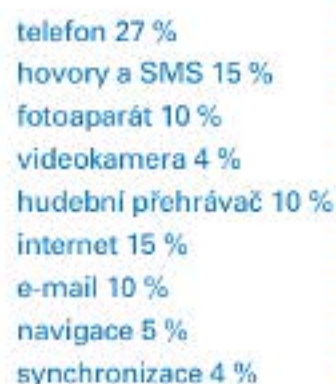 telefon 27 %
hovory a SMS 15 %
fotoaparát 10 %
videokamera 4 %
hudební přehrávač 10 %
internet 15 %
e-mail 10 %
navigace 5 %
synchronizace 4 %